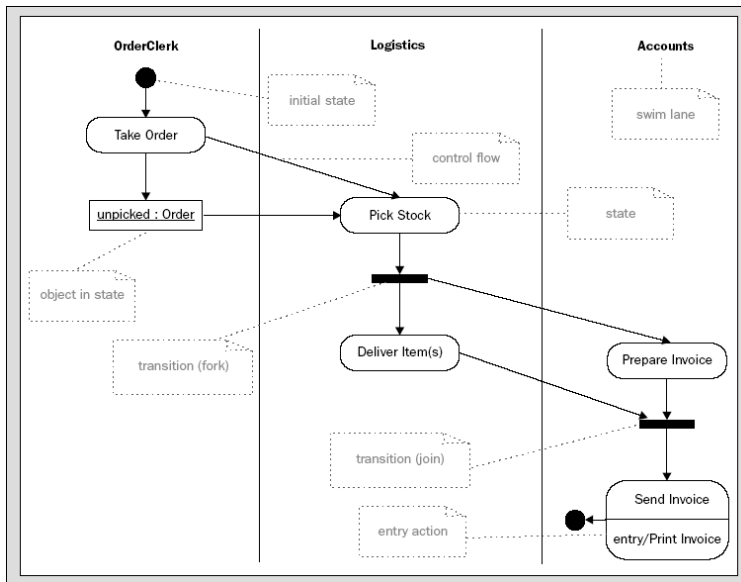 OrderClerk
Logistics
Accounts
initial state
swim lane
Take Order
control flow
unpicked : Order
Pick Stock
state
object in state
transition (fork)
Deliver Item(s)
Prepare Invoice
transition (join)
Send Invoice
entry action
entry/Print Invoice